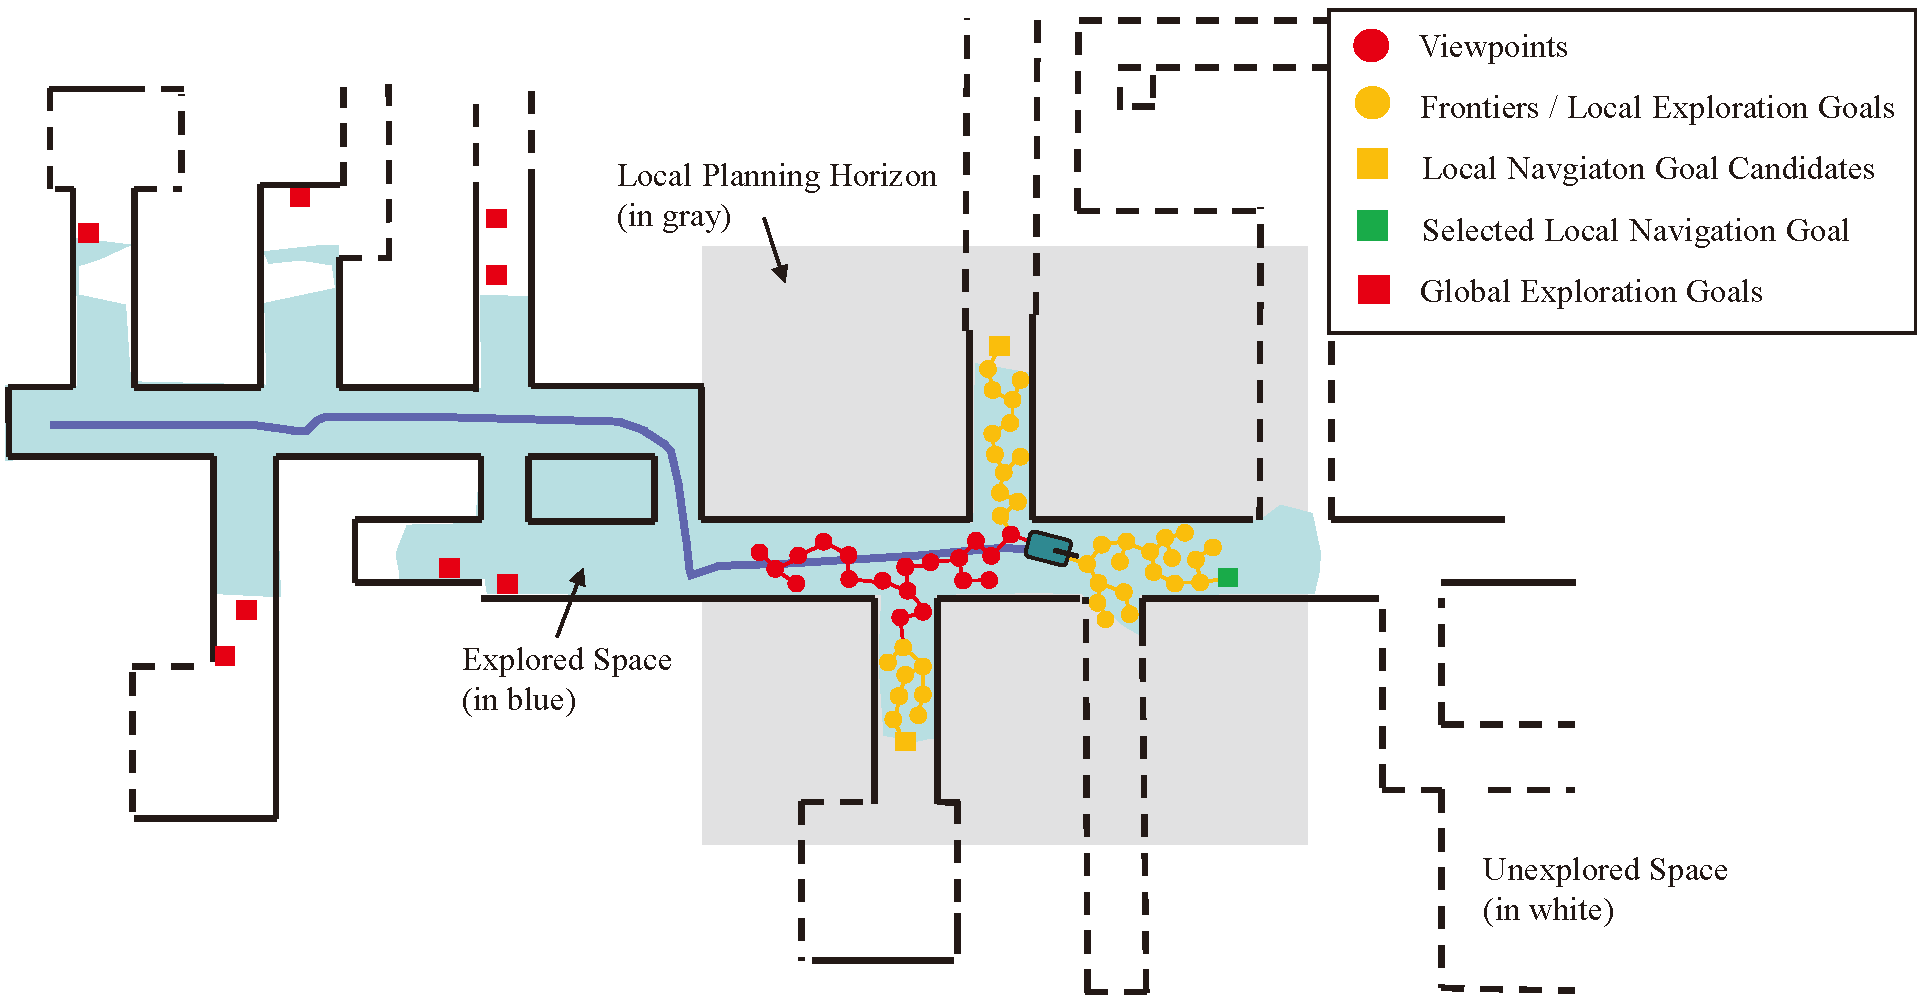 Viewpoints
Frontiers / Local Exploration Goals
Local Navgiaton Goal Candidates
Selected Local Navigation Goal
Global Exploration Goals
Local Planning Horizon
(in gray)
Explored Space
(in blue)
Unexplored Space
(in white)